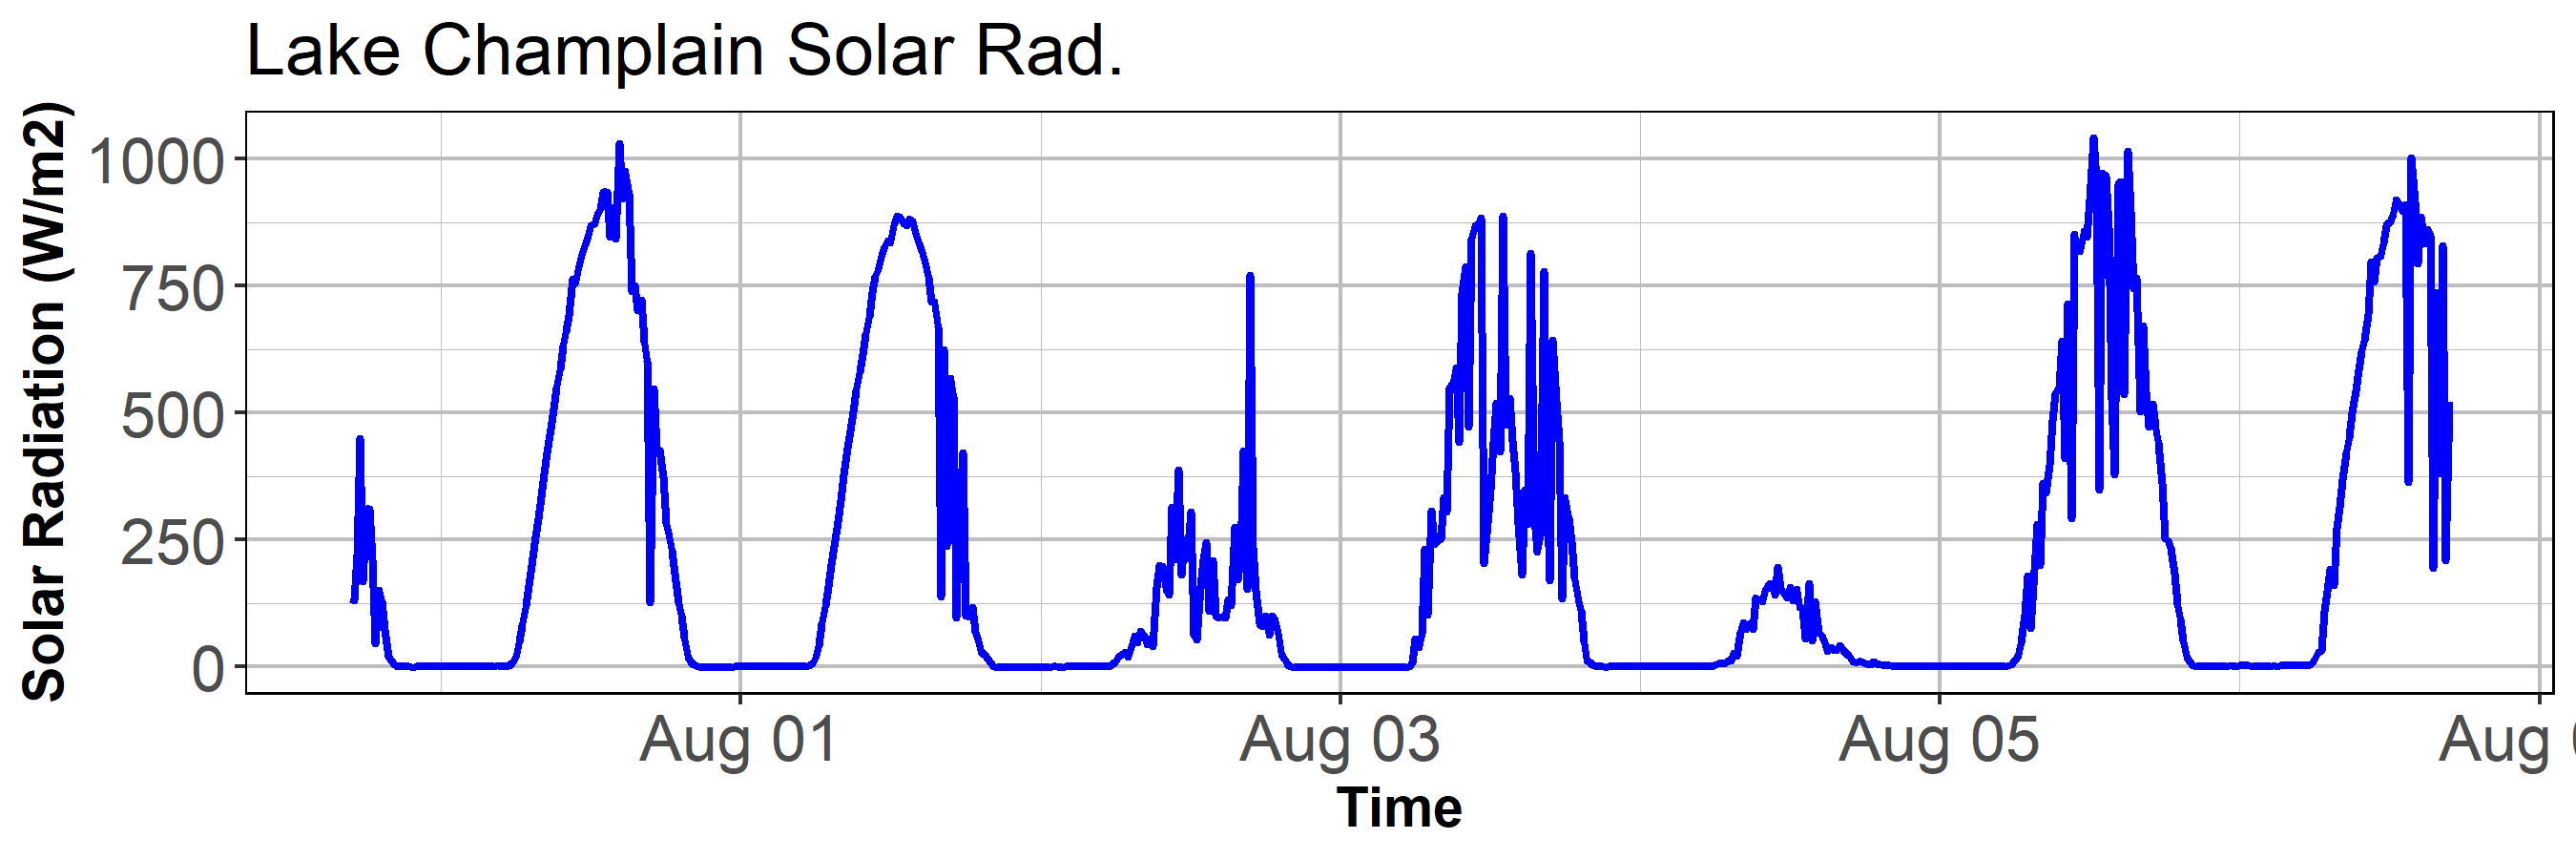 Lake Champlain Solar Rad.
Solar Radiation (W/m2)
1000
750
500
250
0
Aug 01
Aug 03
Aug 05
Aug
Time